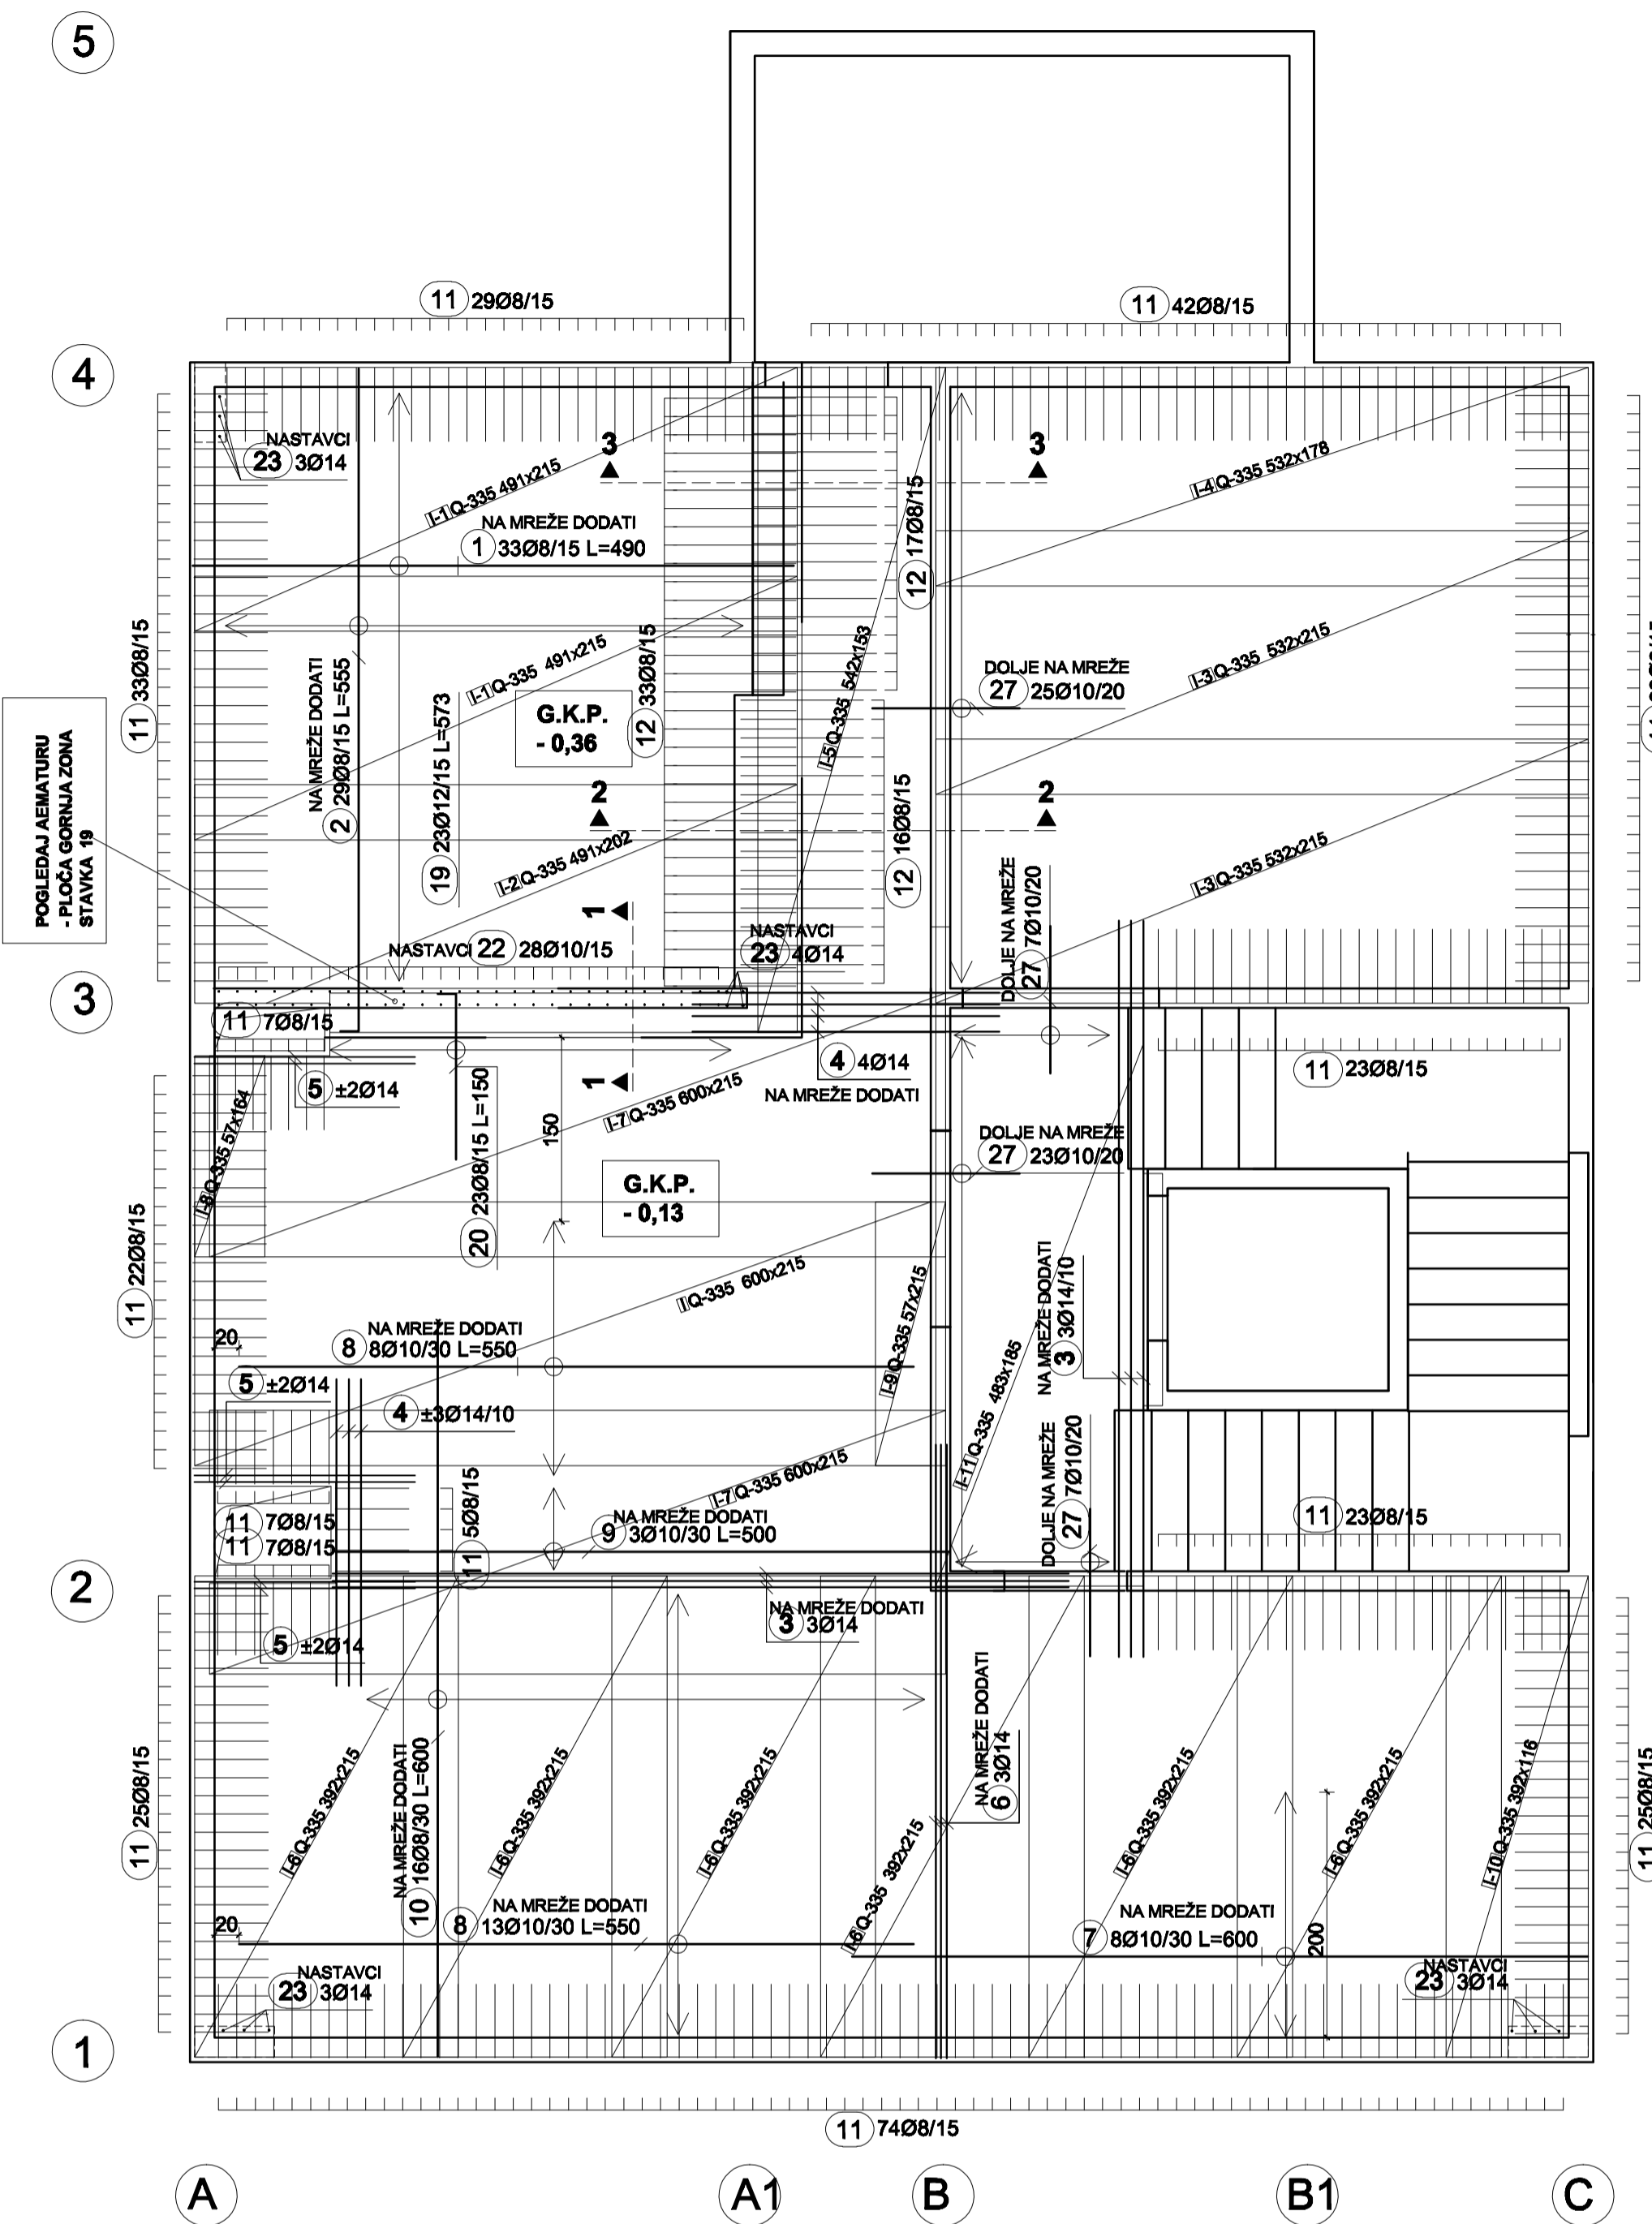 5
11 29Ø8/15
11 42Ø8/15
4
NASTAVCI
23 3Ø14
3
3
I-1 Q-335 491x215
I-4 Q-335 532x178
NA MREŽE DODATI
1 33Ø8/15 L=490
12 17Ø8/15
11 33Ø8/15
NA MREŽE DODATI
2 29Ø8/15 L=555
I-1 Q-335 491x215
12 33Ø8/15
I-5 Q-335 542x153
I-3 Q-335 532x215
DOLJE NA MREŽE
27 25Ø10/20
G.K.P.
- 0,36
19 23Ø12/15 L=573
POGLEDAJ AEMATURU
- PLOČA GORNJA ZONA
STAVKA 19
2
2
I-2 Q-335 491x202
12 16Ø8/15
I-3 Q-335 532x215
1
NASTAVCI 22 28Ø10/15
NASTAVCI
23 4Ø14
DOLJE NA MREŽE
27 7Ø10/20
3
11 7Ø8/15
5 ±2Ø14
4 4Ø14
NA MREŽE DODATI
11 23Ø8/15
1
I-7 Q-335 600x215
I-8 Q-335 57x164
20 23Ø8/15 L=150
150
DOLJE NA MREŽE
27 23Ø10/20
G.K.P.
- 0,13
11 22Ø8/15
I Q-335 600x215
I-9 Q-335 57x215
NA MREŽE DODATI
3 3Ø14/10
20
NA MREŽE DODATI
8 8Ø10/30 L=550
5 ±2Ø14
4 ±3Ø14/10
I-11 Q-335 483x185
DOLJE NA MREŽE
27 7Ø10/20
I-7 Q-335 600x215
11 5Ø8/15
11 7Ø8/15
11 7Ø8/15
NA MREŽE DODATI
9 3Ø10/30 L=500
11 23Ø8/15
2
NA MREŽE DODATI
3 3Ø14
5 ±2Ø14
NA MREŽE DODATI
6 3Ø14
11 25Ø8/15
I-6 Q-335 392x215
NA MREŽE DODATI
10 16Ø8/30 L=600
I-6 Q-335 392x215
I-6 Q-335 392x215
I-6 Q-335 392x215
I-6 Q-335 392x215
I-6 Q-335 392x215
I-10 Q-335 392x116
11 25Ø8/15
20
NA MREŽE DODATI
8 13Ø10/30 L=550
NA MREŽE DODATI
7 8Ø10/30 L=600
200
NASTAVCI
23 3Ø14
NASTAVCI
23 3Ø14
1
11 74Ø8/15
A
A1
B
B1
C